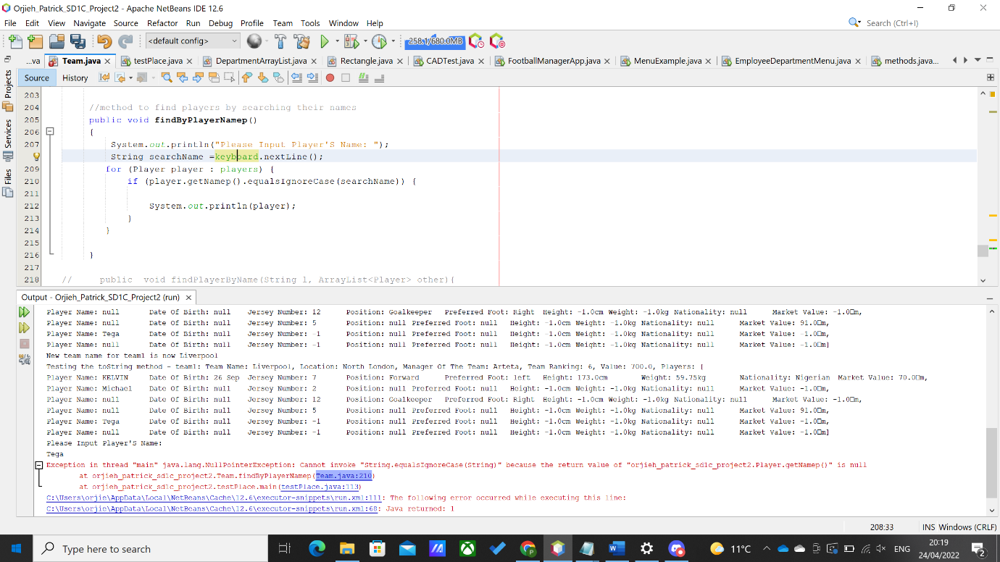 Orjieh_Patrick_SD1C_Project2 - Apache NetBeans IDE 12.6
File Edit View Navigate Source Refactor Run Debug Profile Team Tools Window Help
Search (Ctrl+I)
<default config>
258.1/680.0MB
...va Team.java testPlace.java DepartmentArrayList.java Rectangle.java CADTest.java FootballManagerApp.java MenuExample.java EmployeeDepartmentMenu.java methods.java...
Source History
Projects
Services
Files
203
204 //method to find players by searching their names
205 public void findByPlayerNamep()
206 {
207 System.out.println("Please Input Player'S Name: ");
String searchName =keyboard.nextLine();
209 for (Player player : players) {
210 if (player.getNamep().equalsIgnoreCase(searchName)) {
211
212 System.out.println(player);
213 }
214 }
215
216 }
217
218 // public void findPlayerByName(String l, ArrayList<Player> other){
Output - Orjieh_Patrick_SD1C_Project2 (run)
Player Name: null Date Of Birth: null Jersey Number: 12 Position: Goalkeeper Preferred Foot: Right Height: -1.0cm Weight: -1.0kg Nationality: null Market Value: -1.0□m,
Player Name: null Date Of Birth: null Jersey Number: 5 Position: null Preferred Foot: null Height: -1.0cm Weight: -1.0kg Nationality: null Market Value: 91.0□m,
Player Name: Tega Date Of Birth: null Jersey Number: -1 Position: null Preferred Foot: null Height: -1.0cm Weight: -1.0kg Nationality: null Market Value: -1.0□m,
Player Name: null Date Of Birth: null Jersey Number: -1 Position: null Preferred Foot: null Height: -1.0cm Weight: -1.0kg Nationality: null Market Value: -1.0□m]
New team name for team1 is now Liverpool
Testing the toString method - team1: Team Name: Liverpool, Location: North London, Manager Of The Team: Arteta, Team Ranking: 6, Value: 700.0, Players: [
Player Name: KELVIN Date Of Birth: 26 Sep Jersey Number: 7 Position: Forward Preferred Foot: left Height: 173.0cm Weight: 59.75kg Nationality: Nigerian Market Value: 70.0□m,
Player Name: Michael Date Of Birth: null Jersey Number: 2 Position: null Preferred Foot: null Height: -1.0cm Weight: -1.0kg Nationality: null Market Value: -1.0□m,
Player Name: null Date Of Birth: null Jersey Number: 12 Position: Goalkeeper Preferred Foot: Right Height: -1.0cm Weight: -1.0kg Nationality: null Market Value: -1.0□m,
Player Name: null Date Of Birth: null Jersey Number: 5 Position: null Preferred Foot: null Height: -1.0cm Weight: -1.0kg Nationality: null Market Value: 91.0□m,
Player Name: Tega Date Of Birth: null Jersey Number: -1 Position: null Preferred Foot: null Height: -1.0cm Weight: -1.0kg Nationality: null Market Value: -1.0□m,
Player Name: null Date Of Birth: null Jersey Number: -1 Position: null Preferred Foot: null Height: -1.0cm Weight: -1.0kg Nationality: null Market Value: -1.0□m]
Please Input Player'S Name:
Tega
Exception in thread "main" java.lang.NullPointerException: Cannot invoke "String.equalsIgnoreCase(String)" because the return value of "orjieh_patrick_sd1c_project2.Player.getNamep()" is null
at orjieh_patrick_sd1c_project2.Team.findByPlayerNamep(Team.java:210)
at orjieh_patrick_sd1c_project2.testPlace.main(testPlace.java:113)
C:\Users\orjie\AppData\Local\NetBeans\Cache\12.6\executor-snippets\run.xml:111: The following error occurred while executing this line:
C:\Users\orjie\AppData\Local\NetBeans\Cache\12.6\executor-snippets\run.xml:68: Java returned: 1
208:33 INS Windows (CRLF)
Type here to search
11°C ENG 20:19
24/04/2022
2